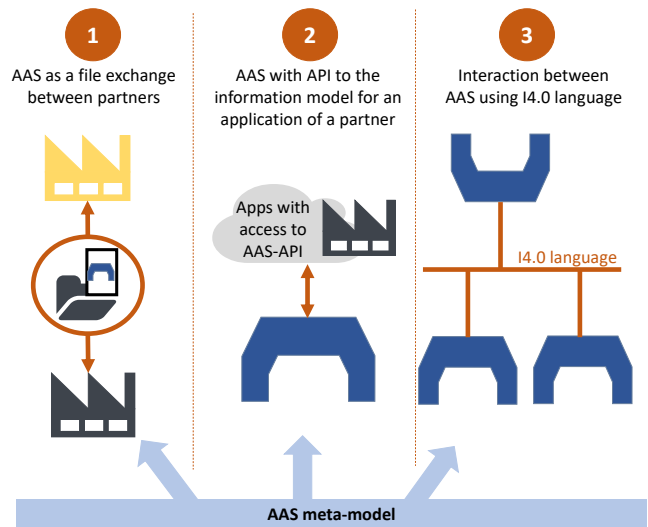 1
AAS as a file exchange
between partners
2
AAS with API to the
information model for an
application of a partner
3
Interaction between
AAS using I4.0 language
Apps with
access to
AAS-API
I4.0 language
AAS meta-model